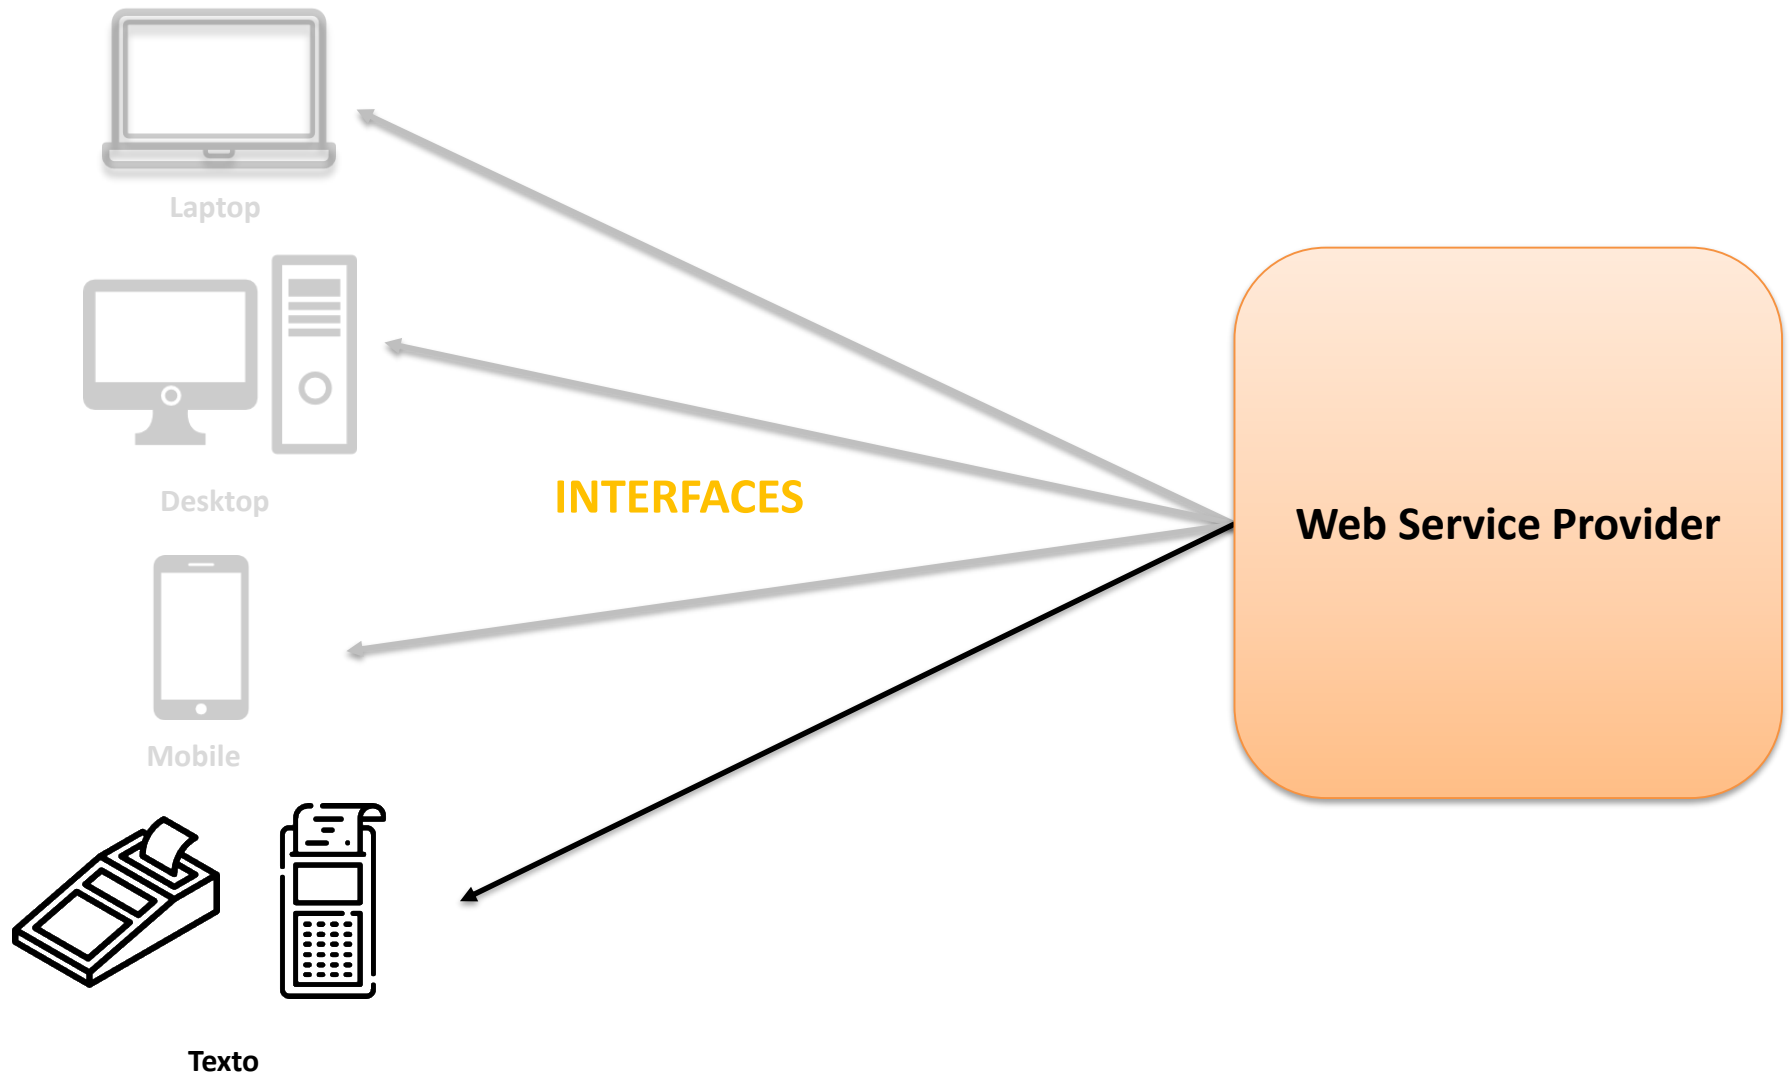 Laptop
Desktop
INTERFACES
Web Service Provider
Mobile
Texto